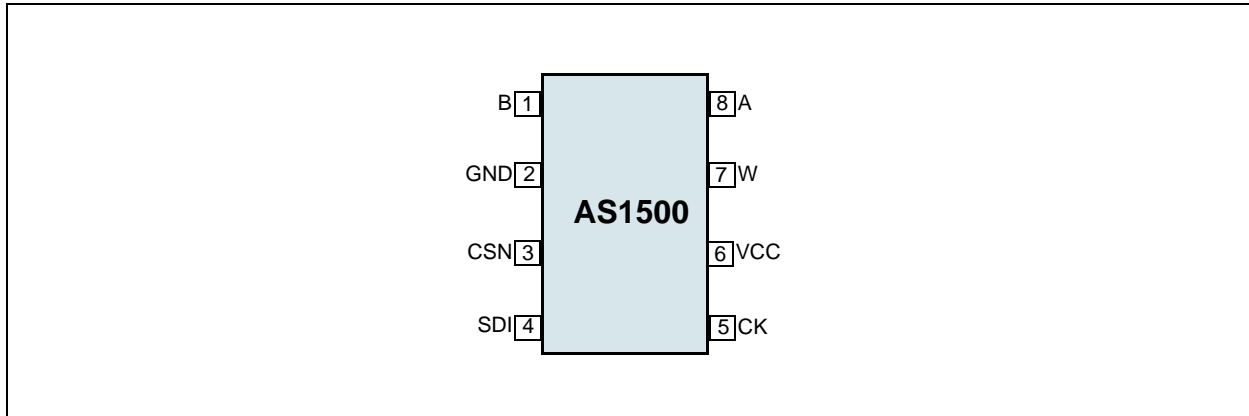 B 1 8 A
GND 2 7 W
AS1500
CSN 3 6 VCC
SDI 4 5 CK